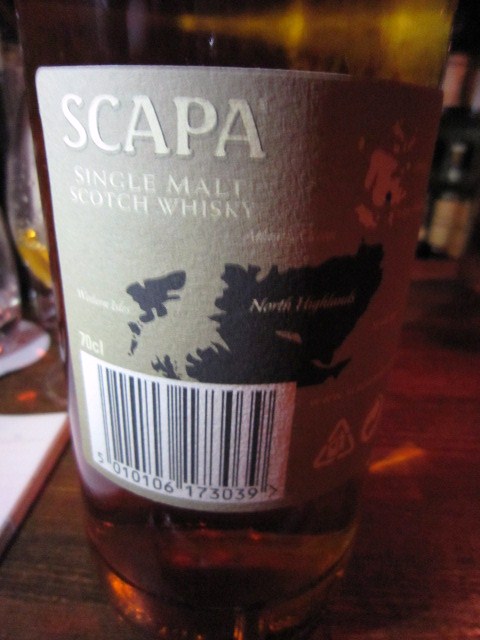 SCAPA
SINGLE MALT
SCOTCH WHISKY
Western Isles
North Highlands
70cl
5 010106 173039 >